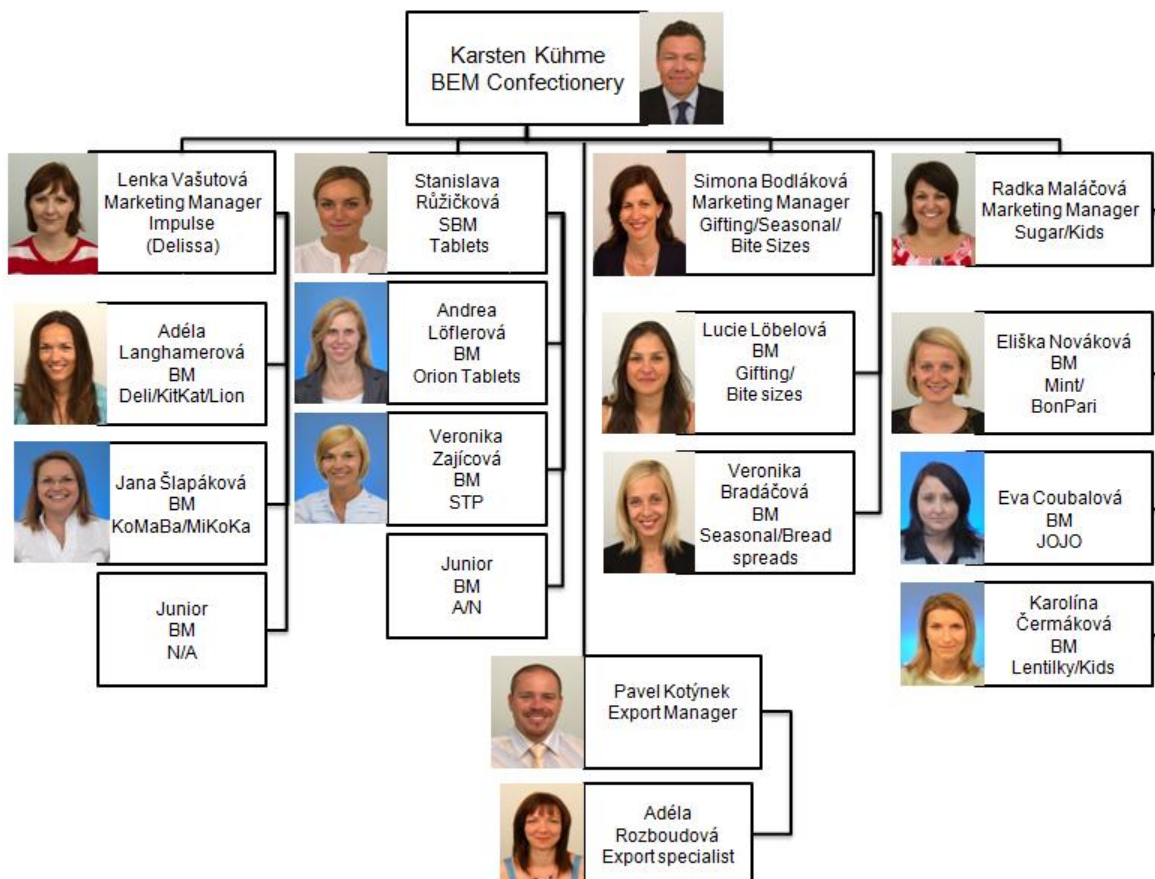 Karsten Kühme
BEM Confectionery
Lenka Vašutová
Marketing Manager
Impulse
(Delissa)
Adéla
Langhamerová
BM
Deli/KitKat/Lion
Jana Šlapáková
BM
KoMaBa/MiKoKa
Junior
BM
N/A
Stanislava
Růžičková
SBM
Tablets
Andrea
Löflerová
BM
Orion Tablets
Veronika
Zajícová
BM
STP
Junior
BM
A/N
Simona Bodláková
Marketing Manager
Gifting/Seasonal/
Bite Sizes
Lucie Löbelová
BM
Gifting/
Bite sizes
Veronika
Bradáčová
BM
Seasonal/Bread
spreads
Radka Maláčová
Marketing Manager
Sugar/Kids
Eliška Nováková
BM
Mint/
BonPari
Eva Coubalová
BM
JOJO
Karolína
Čermáková
BM
Lentilky/Kids
Pavel Kotýnek
Export Manager
Adéla
Rozboudová
Export specialist